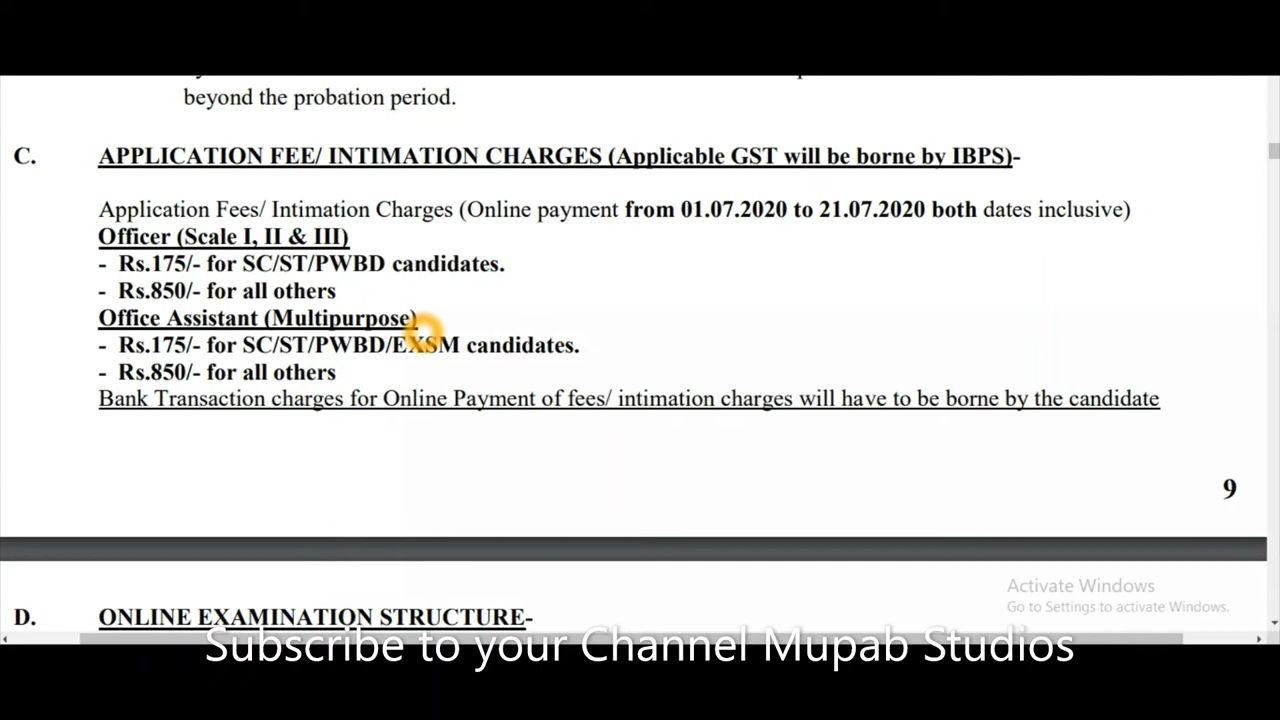 beyond the probation period.
C. APPLICATION FEE/ INTIMATION CHARGES (Applicable GST will be borne by IBPS)-
Application Fees/ Intimation Charges (Online payment from 01.07.2020 to 21.07.2020 both dates inclusive)
Officer (Scale I, II & III)
- Rs.175/- for SC/ST/PWBD candidates.
- Rs.850/- for all others
Office Assistant (Multipurpose)
- Rs.175/- for SC/ST/PWBD/EXSM candidates.
- Rs.850/- for all others
Bank Transaction charges for Online Payment of fees/ intimation charges will have to be borne by the candidate
9
Activate Windows
Go to Settings to activate Windows.
D. ONLINE EXAMINATION STRUCTURE-
Subscribe to your Channel Mupab Studios